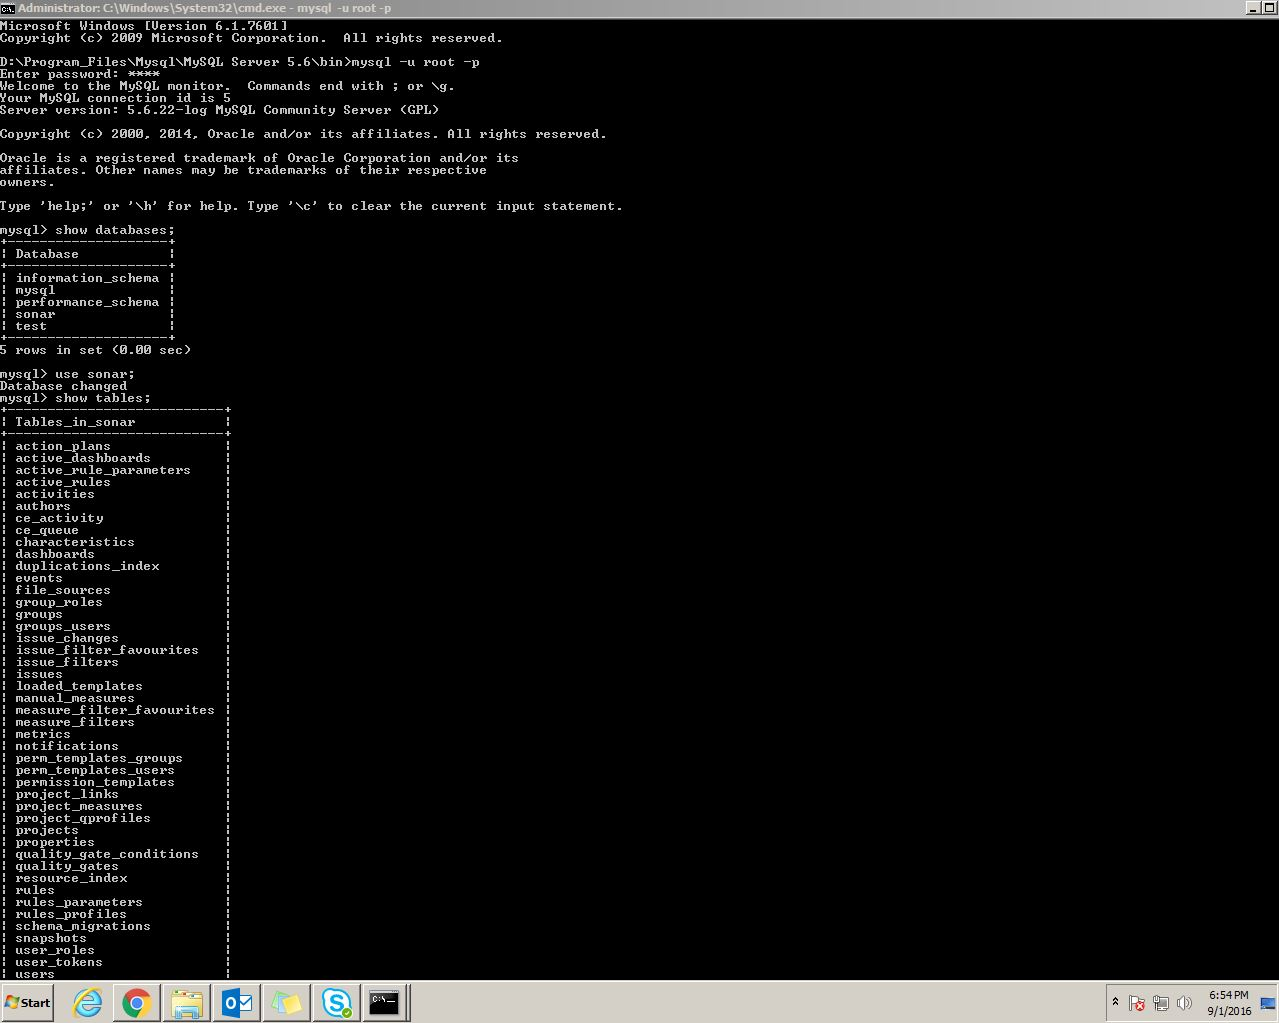 Administrator: C:\Windows\System32\cmd.exe - mysql -u root -p
Microsoft Windows [Version 6.1.7601]
Copyright (c) 2009 Microsoft Corporation. All rights reserved.
D:\Program_Files\Mysql\MySQL Server 5.6\bin>mysql -u root -p
Enter password: ****
Welcome to the MySQL monitor. Commands end with ; or \g.
Your MySQL connection id is 5
Server version: 5.6.22-log MySQL Community Server (GPL)
Copyright (c) 2000, 2014, Oracle and/or its affiliates. All rights reserved.
Oracle is a registered trademark of Oracle Corporation and/or its
affiliates. Other names may be trademarks of their respective
owners.
Type 'help;' or '\h' for help. Type '\c' to clear the current input statement.
mysql> show databases;
+--------------------+
| Database |
+--------------------+
| information_schema |
| mysql |
| performance_schema |
| sonar |
| test |
+--------------------+
5 rows in set (0.00 sec)
mysql> use sonar;
Database changed
mysql> show tables;
+---------------------------+
| Tables_in_sonar |
+---------------------------+
| action_plans |
| active_dashboards |
| active_rule_parameters |
| active_rules |
| activities |
| authors |
| ce_activity |
| ce_queue |
| characteristics |
| dashboards |
| duplications_index |
| events |
| file_sources |
| group_roles |
| groups |
| groups_users |
| issue_changes |
| issue_filter_favourites |
| issue_filters |
| issues |
| loaded_templates |
| manual_measures |
| measure_filter_favourites |
| measure_filters |
| metrics |
| notifications |
| perm_templates_groups |
| perm_templates_users |
| permission_templates |
| project_links |
| project_measures |
| project_qprofiles |
| projects |
| properties |
| quality_gate_conditions |
| quality_gates |
| resource_index |
| rules |
| rules_parameters |
| rules_profiles |
| schema_migrations |
| snapshots |
| user_roles |
| user_tokens |
| users |
Start
6:54 PM
9/1/2016